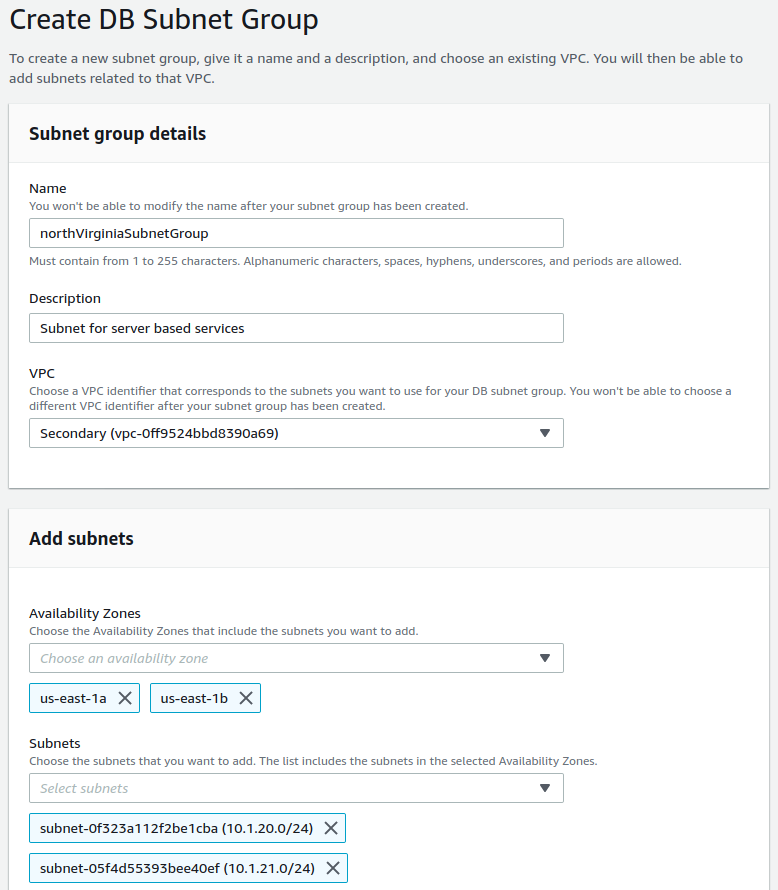 Create DB Subnet Group
To create a new subnet group, give it a name and a description, and choose an existing VPC. You will then be able to
add subnets related to that VPC.
Subnet group details
Name
You won't be able to modify the name after your subnet group has been created.
northVirginiaSubnetGroup
Must contain from 1 to 255 characters. Alphanumeric characters, spaces, hyphens, underscores, and periods are allowed.
Description
Subnet for server based services
VPC
Choose a VPC identifier that corresponds to the subnets you want to use for your DB subnet group. You won't be able to choose a
different VPC identifier after your subnet group has been created.
Secondary (vpc-0ff9524bbd8390a69)
Add subnets
Availability Zones
Choose the Availability Zones that include the subnets you want to add.
Choose an availability zone
us-east-1a us-east-1b
Subnets
Choose the subnets that you want to add. The list includes the subnets in the selected Availability Zones.
Select subnets
subnet-0f323a112f2be1cba (10.1.20.0/24)
subnet-05f4d55393bee40ef (10.1.21.0/24)